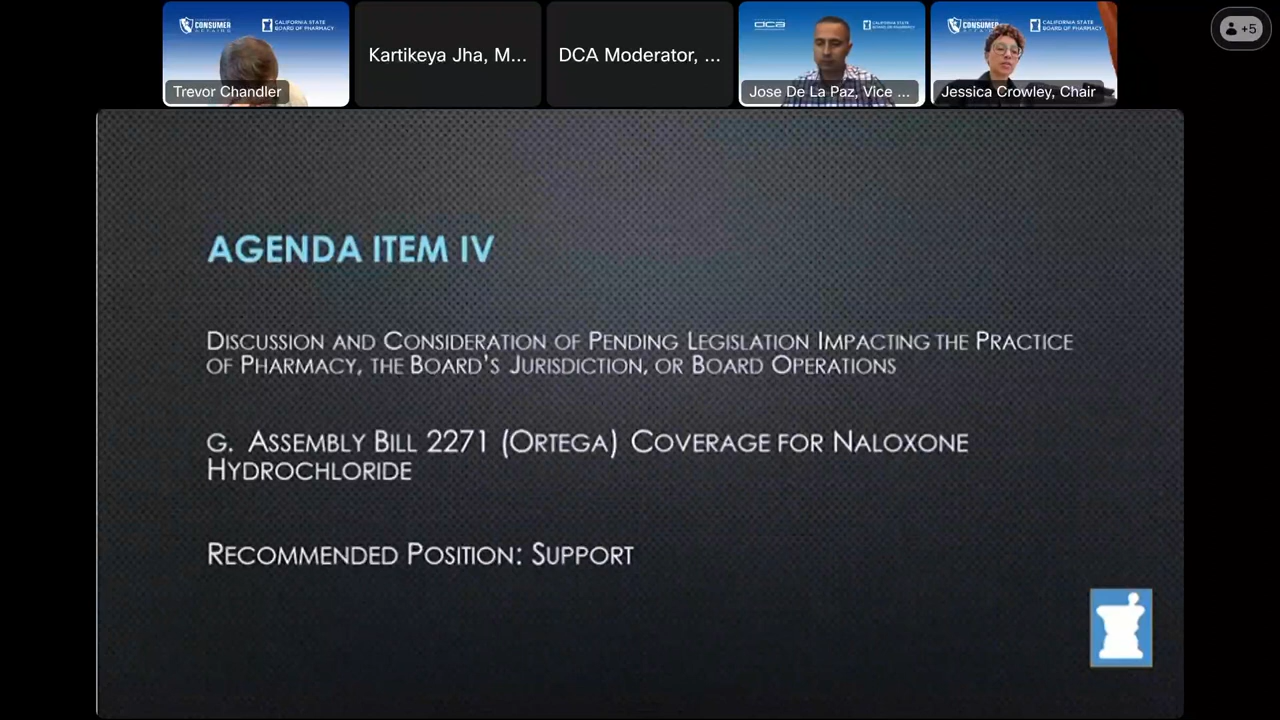 CONSUMER
AFFAIRS
CALIFORNIA STATE
BOARD OF PHARMACY
Trevor Chandler
Kartikeya Jha, M...
DCA Moderator, ...
dca
CALIFORNIA STATE
BOARD OF PHARMACY
Jose De La Paz, Vice ...
CONSUMER
AFFAIRS
CALIFORNIA STATE
BOARD OF PHARMACY
Jessica Crowley, Chair
+5
AGENDA ITEM IV
DISCUSSION AND CONSIDERATION OF PENDING LEGISLATION IMPACTING THE PRACTICE
OF PHARMACY, THE BOARD'S JURISDICTION, OR BOARD OPERATIONS
G. ASSEMBLY BILL 2271 (ORTEGA) COVERAGE FOR NALOXONE
HYDROCHLORIDE
RECOMMENDED POSITION: SUPPORT